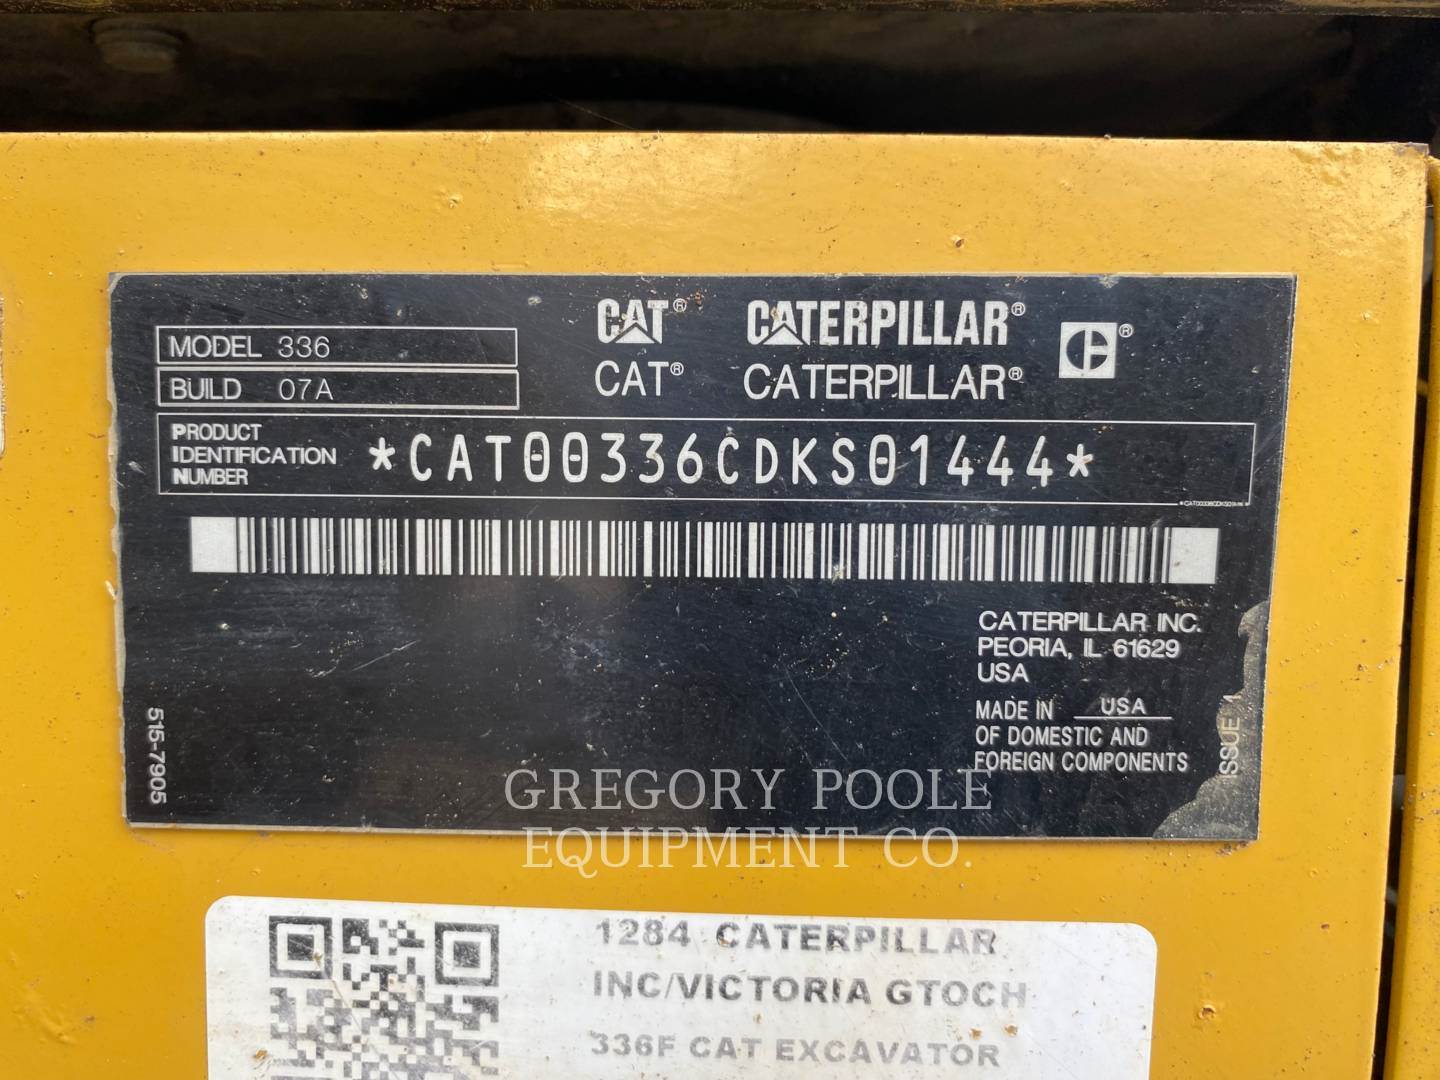 MODEL 336
BUILD 07A
CAT® CATERPILLAR® ®
CAT® CATERPILLAR®
PRODUCT
IDENTIFICATION
NUMBER
*CAT00336CDKS01444*
CATERPILLAR INC.
PEORIA, IL 61629
USA
MADE IN USA
OF DOMESTIC AND
FOREIGN COMPONENTS
515-7905
ISSUE 1
GREGORY POOLE
EQUIPMENT CO.
1284 CATERPILLAR
INC/VICTORIA GTOCH
336F CAT EXCAVATOR